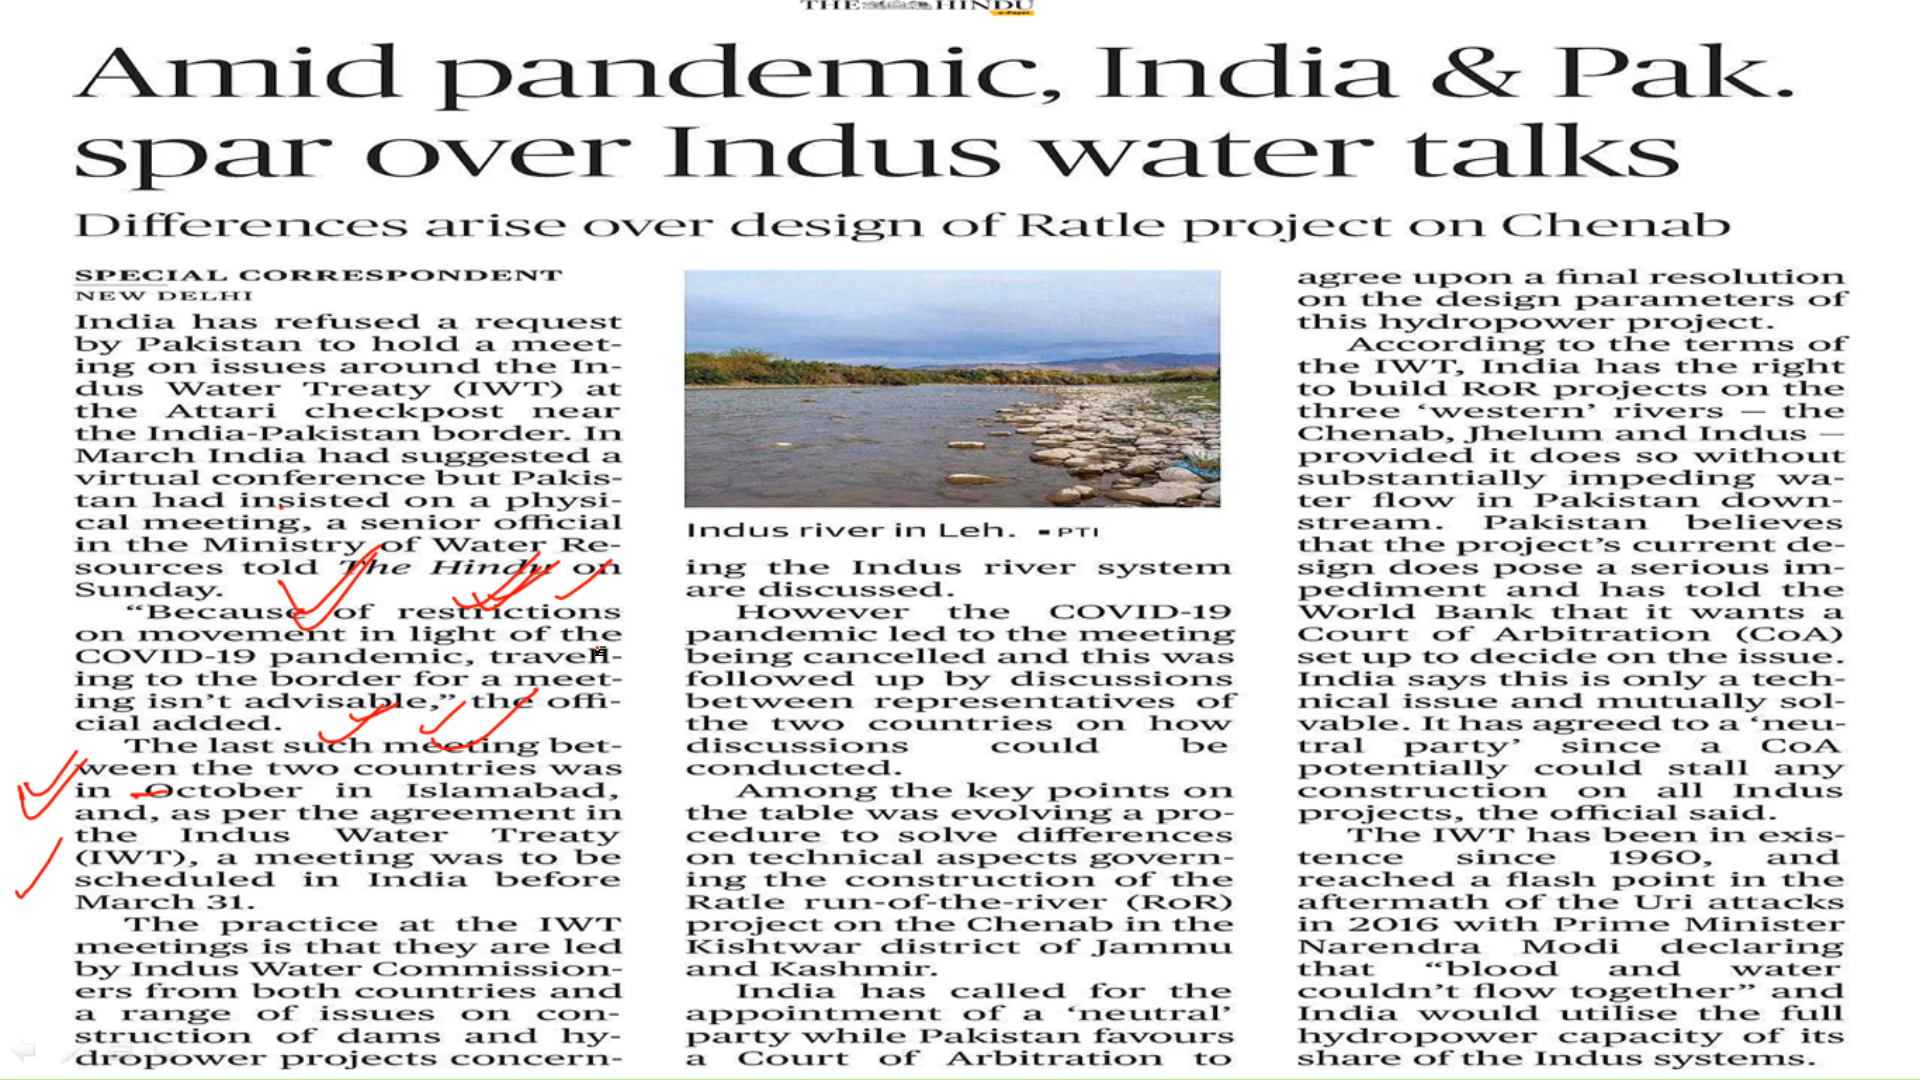 THE HINDU
e-Paper
Amid pandemic, India & Pak.
spar over Indus water talks
Differences arise over design of Ratle project on Chenab
SPECIAL CORRESPONDENT
NEW DELHI
India has refused a request
by Pakistan to hold a meet-
ing on issues around the In-
dus Water Treaty (IWT) at
the Attari checkpost near
the India-Pakistan border. In
March India had suggested a
virtual conference but Pakis-
tan had insisted on a physi-
cal meeting, a senior official
in the Ministry of Water Re-
sources told The Hindu on
Sunday.
“Because of restrictions
on movement in light of the
COVID-19 pandemic, travell-
ing to the border for a meet-
ing isn’t advisable,” the offi-
cial added.
The last such meeting bet-
ween the two countries was
in October in Islamabad,
and, as per the agreement in
the Indus Water Treaty
(IWT), a meeting was to be
scheduled in India before
March 31.
The practice at the IWT
meetings is that they are led
by Indus Water Commission-
ers from both countries and
a range of issues on con-
struction of dams and hy-
dropower projects concern-
Indus river in Leh. ▪PTI
ing the Indus river system
are discussed.
However the COVID-19
pandemic led to the meeting
being cancelled and this was
followed up by discussions
between representatives of
the two countries on how
discussions could be
conducted.
Among the key points on
the table was evolving a pro-
cedure to solve differences
on technical aspects govern-
ing the construction of the
Ratle run-of-the-river (RoR)
project on the Chenab in the
Kishtwar district of Jammu
and Kashmir.
India has called for the
appointment of a ‘neutral’
party while Pakistan favours
a Court of Arbitration to
agree upon a final resolution
on the design parameters of
this hydropower project.
According to the terms of
the IWT, India has the right
to build RoR projects on the
three ‘western’ rivers — the
Chenab, Jhelum and Indus —
provided it does so without
substantially impeding wa-
ter flow in Pakistan down-
stream. Pakistan believes
that the project’s current de-
sign does pose a serious im-
pediment and has told the
World Bank that it wants a
Court of Arbitration (CoA)
set up to decide on the issue.
India says this is only a tech-
nical issue and mutually sol-
vable. It has agreed to a ‘neu-
tral party’ since a CoA
potentially could stall any
construction on all Indus
projects, the official said.
The IWT has been in exis-
tence since 1960, and
reached a flash point in the
aftermath of the Uri attacks
in 2016 with Prime Minister
Narendra Modi declaring
that “blood and water
couldn’t flow together” and
India would utilise the full
hydropower capacity of its
share of the Indus systems.